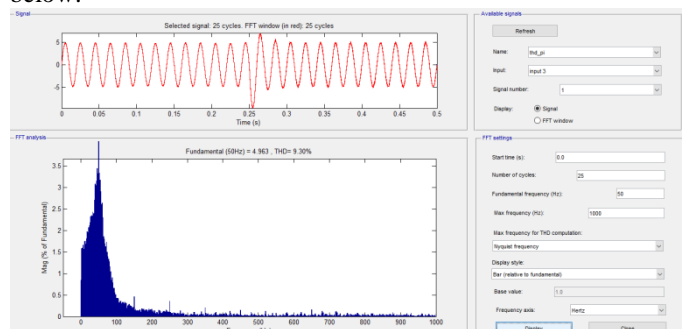 below.
Signal
Selected signal: 25 cycles. FFT window (in red): 25 cycles
5
0
-5
0 0.05 0.1 0.15 0.2 0.25 0.3 0.35 0.4 0.45 0.5
Time (s)
FFT analysis
Fundamental (50Hz) = 4.963 , THD= 9.30%
Mag (% of Fundamental)
3.5
3
2.5
2
1.5
1
0.5
0
0 100 200 300 400 500 600 700 800 900 1000
Available signals
Refresh
Name: thd_pi
Input: input 3
Signal number: 1
Display: Signal
FFT window
FFT settings
Start time (s): 0.0
Number of cycles: 25
Fundamental frequency (Hz): 50
Max frequency (Hz): 1000
Max frequency for THD computation:
Nyquist frequency
Display style:
Bar (relative to fundamental)
Base value: 1.0
Frequency axis: Hertz
Display Close